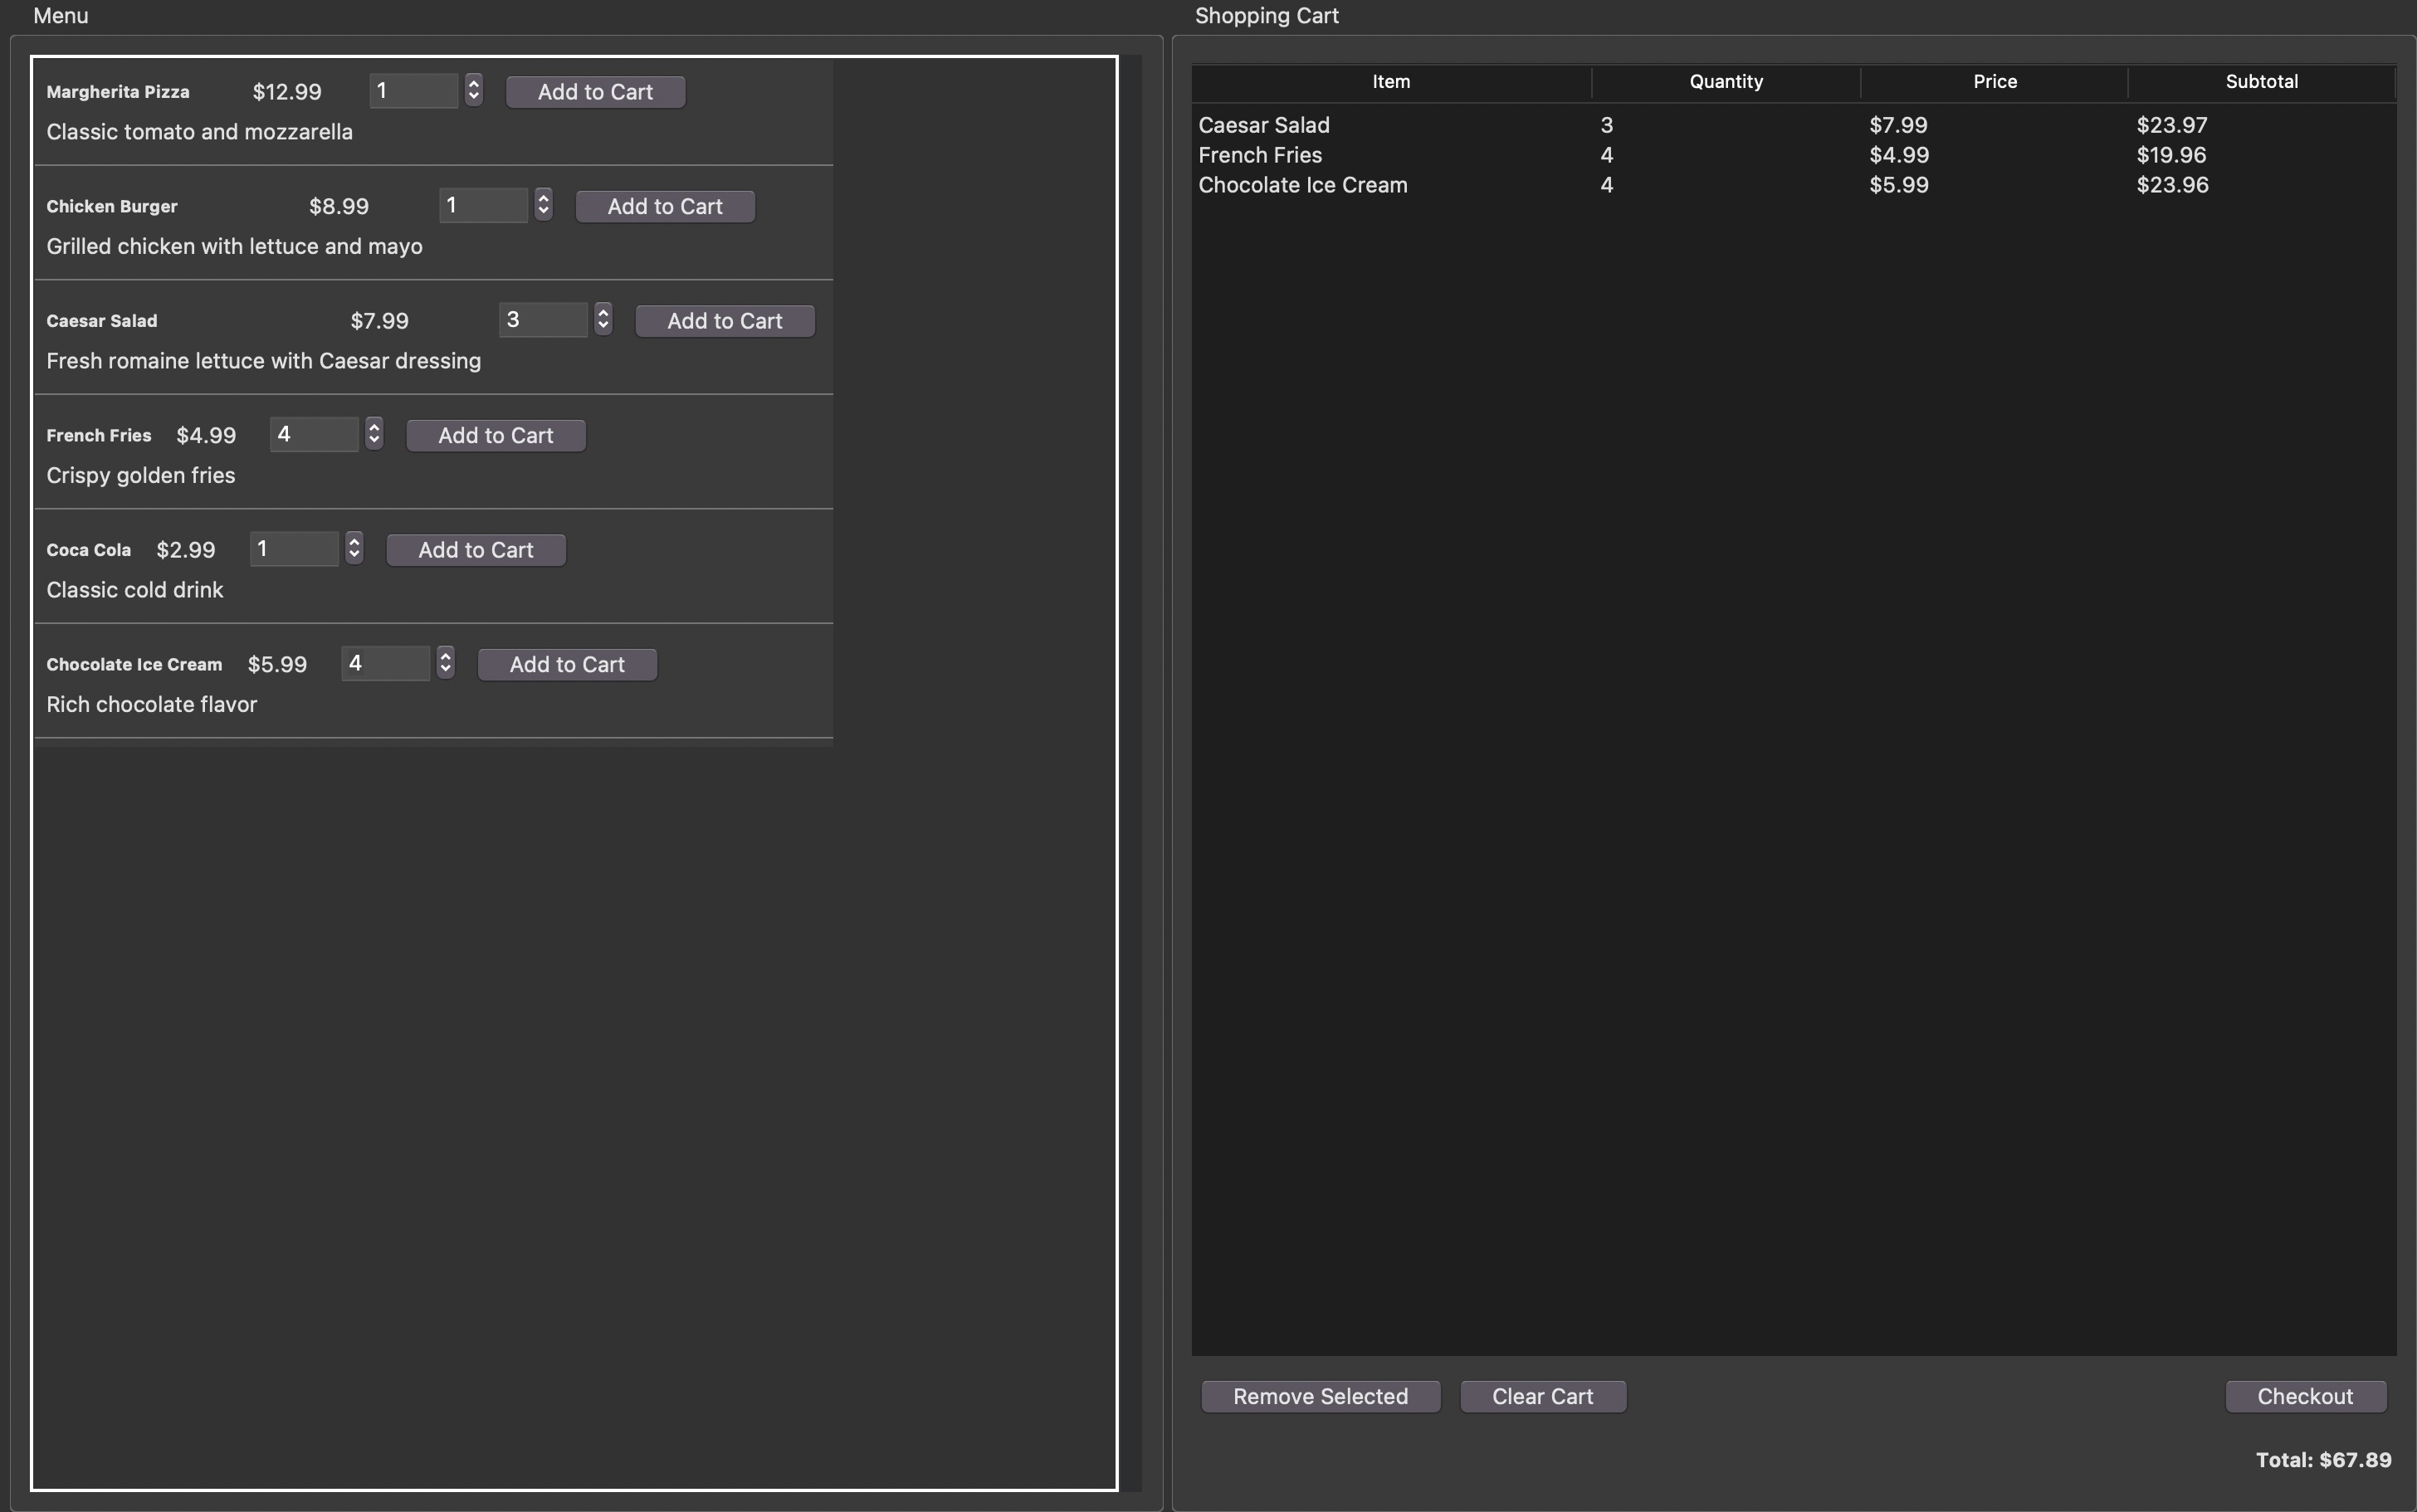 Menu
Margherita Pizza $12.99 1 Add to Cart
Classic tomato and mozzarella
Chicken Burger $8.99 1 Add to Cart
Grilled chicken with lettuce and mayo
Caesar Salad $7.99 3 Add to Cart
Fresh romaine lettuce with Caesar dressing
French Fries $4.99 4 Add to Cart
Crispy golden fries
Coca Cola $2.99 1 Add to Cart
Classic cold drink
Chocolate Ice Cream $5.99 4 Add to Cart
Rich chocolate flavor
Shopping Cart
Item Quantity Price Subtotal
Caesar Salad 3 $7.99 $23.97
French Fries 4 $4.99 $19.96
Chocolate Ice Cream 4 $5.99 $23.96
Remove Selected Clear Cart Checkout
Total: $67.89